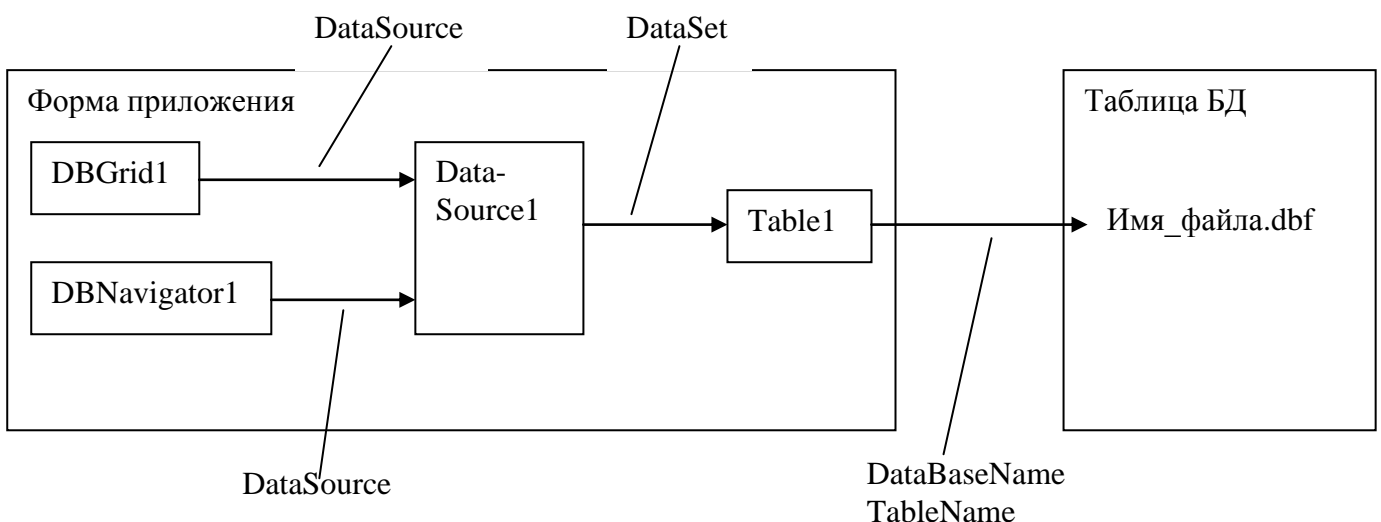 DataSource
DataSet
Форма приложения
Таблица БД
DBGrid1
Data-
Source1
Table1
Имя_файла.dbf
DBNavigator1
DataSource
DataBaseName
TableName